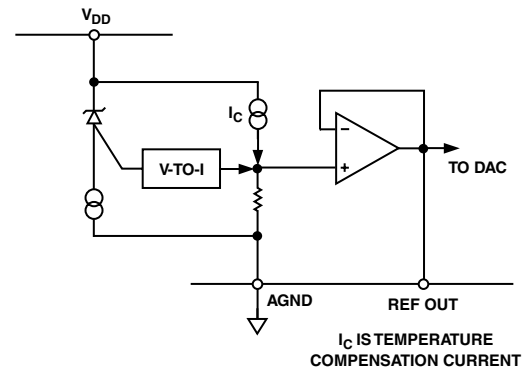 VDD
IC
V-TO-I
−
+
TO DAC
AGND
REF OUT
IC IS TEMPERATURE
COMPENSATION CURRENT